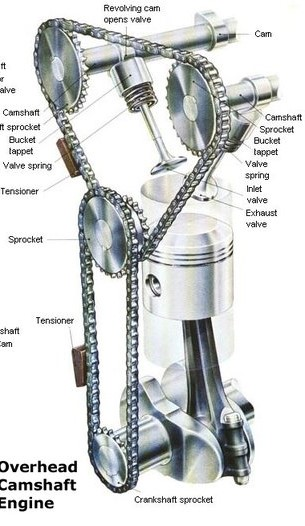 Revolving cam
opens valve
Cam
Camshaft
sprocket
Bucket
tappet
Valve spring
Tensioner
Camshaft
Sprocket
Bucket
tappet
Valve
spring
Inlet
valve
Exhaust
valve
Sprocket
Tensioner
Crankshaft sprocket
Overhead
Camshaft
Engine